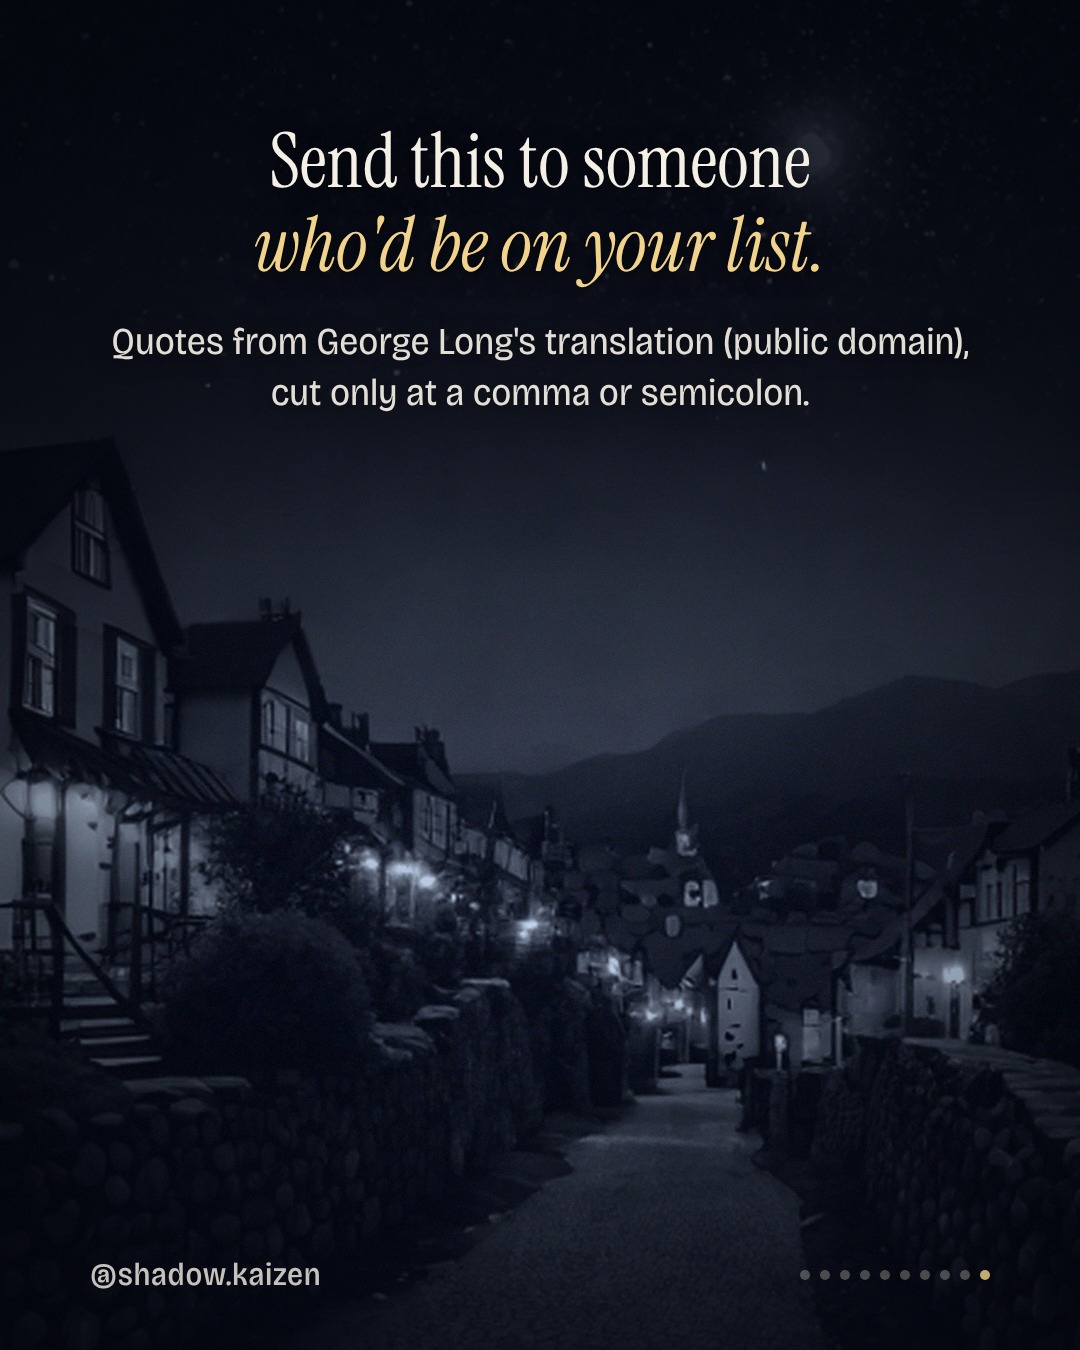 Send this to someone
who'd be on your list.
Quotes from George Long's translation (public domain),
cut only at a comma or semicolon.
@shadow.kaizen